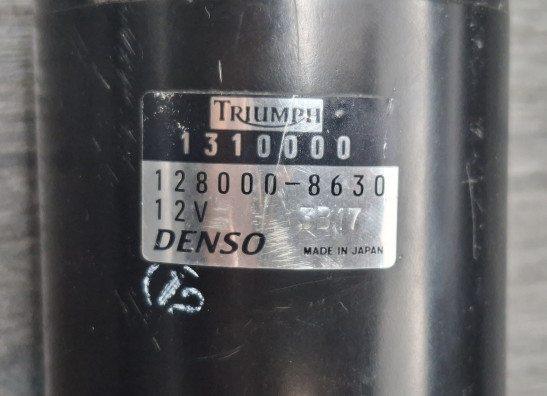 TRIUMPH
1310000
128000-8630
12V
DENSO MADE IN JAPAN